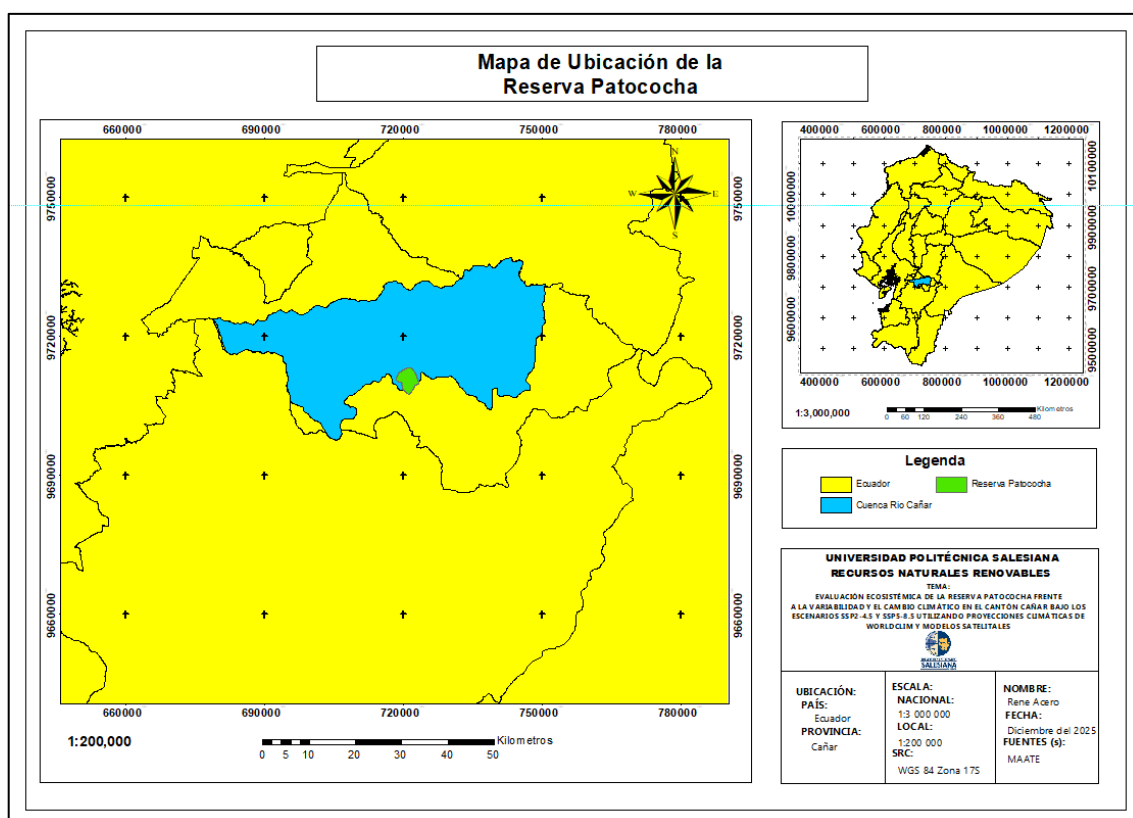 Mapa de Ubicación de la
Reserva Patococha
660000 690000 720000 750000 780000
9750000 9750000
9720000 9720000
9690000 9690000
9660000 9660000
N
W E
S
660000 690000 720000 750000 780000
1:200,000
Kilometros
0 5 10 20 30 40 50
400000 600000 800000 1000000 1200000
10000000 10100000
9800000 9900000
9600000 9700000
9500000
400000 600000 800000 1000000 1200000
1:3,000,000
Kilometros
0 60 120 240 360 480
Legenda
Ecuador
Reserva Patococha
Cuenca Rio Cañar
UNIVERSIDAD POLITÉCNICA SALESIANA
RECURSOS NATURALES RENOVABLES
TEMA:
EVALUACIÓN ECOSISTÉMICA DE LA RESERVA PATOCOCHA FRENTE
A LA VARIABILIDAD Y EL CAMBIO CLIMÁTICO EN EL CANTÓN CAÑAR BAJO LOS
ESCENARIOS SSP2-4.5 Y SSP5-8.5 UTILIZANDO PROYECCIONES CLIMÁTICAS DE
WORLDCLIM Y MODELOS SATELITALES
SALESIANA
UBICACIÓN:
PAÍS:
Ecuador
PROVINCIA:
Cañar
ESCALA:
NACIONAL:
1:3 000 000
LOCAL:
1:200 000
SRC:
WGS 84 Zona 17S
NOMBRE:
Rene Acero
FECHA:
Diciembre del 2025
FUENTES (s):
MAATE